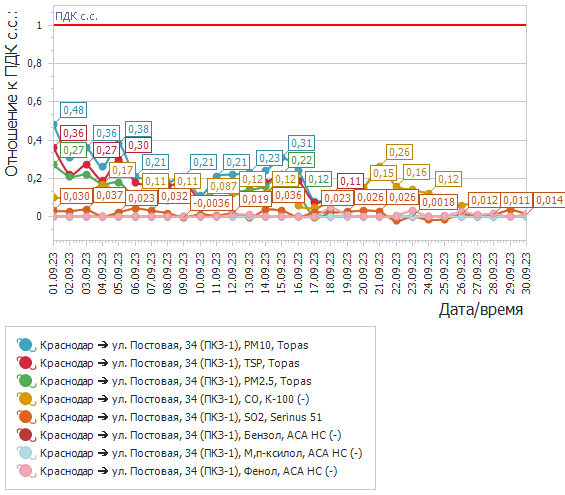 Отношение к ПДК с.с.:
ПДК с.с.
1
0,8
0,6
0,4
0,2
0
0,48 0,36 0,38 0,31 0,26
0,36 0,27 0,30 0,21 0,21 0,21 0,23 0,22
0,27 0,17 0,11 0,11 0,087 0,12 0,12 0,12 0,11 0,15 0,16 0,12
0,030 0,037 0,023 0,032 -0,0036 0,019 0,036 0,023 0,026 0,026 0,0018 0,012 0,011 0,014
01.09.23 02.09.23 03.09.23 04.09.23 05.09.23 06.09.23 07.09.23 08.09.23 09.09.23 10.09.23 11.09.23 12.09.23 13.09.23 14.09.23 15.09.23 16.09.23 17.09.23 18.09.23 19.09.23 20.09.23 21.09.23 22.09.23 23.09.23 24.09.23 25.09.23 26.09.23 27.09.23 28.09.23 29.09.23 30.09.23
Дата/время
Краснодар ➔ ул. Постовая, 34 (ПКЗ-1), PM10, Topas
Краснодар ➔ ул. Постовая, 34 (ПКЗ-1), TSP, Topas
Краснодар ➔ ул. Постовая, 34 (ПКЗ-1), PM2.5, Topas
Краснодар ➔ ул. Постовая, 34 (ПКЗ-1), CO, К-100 (-)
Краснодар ➔ ул. Постовая, 34 (ПКЗ-1), SO2, Serinus 51
Краснодар ➔ ул. Постовая, 34 (ПКЗ-1), Бензол, АСА НС (-)
Краснодар ➔ ул. Постовая, 34 (ПКЗ-1), М,п-ксилол, АСА НС (-)
Краснодар ➔ ул. Постовая, 34 (ПКЗ-1), Фенол, АСА НС (-)